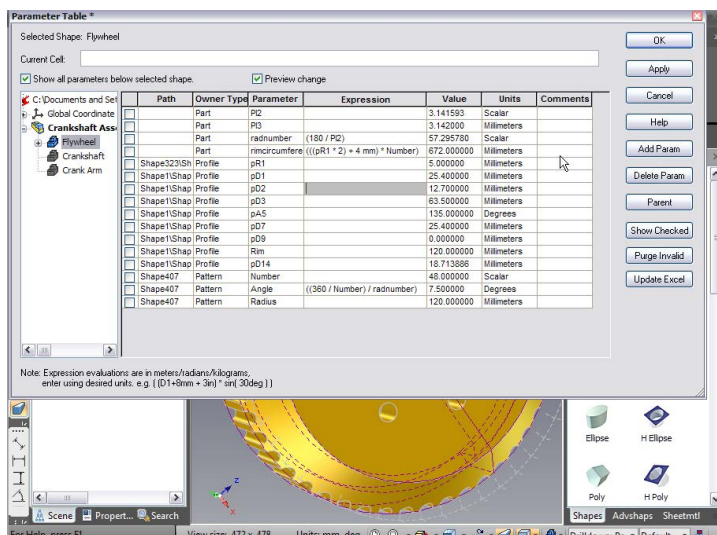 Parameter Table *
Selected Shape: Flywheel
OK
Current Cell:
Apply
Show all parameters below selected shape.
Preview change
Cancel
C:\Documents and Set
Global Coordinate
Crankshaft Ass
Flywheel
Crankshaft
Crank Arm
Path Owner Type Parameter Expression Value Units Comments
Part PI2 3.141593 Scalar
Part PI3 3.142000 Millimeters
Part radnumber (180 / PI2) 57.295780 Scalar
Part rimcircumfere (((pR1 * 2) + 4 mm) * Number) 672.000000 Millimeters
Shape323\Sh Profile pR1 5.000000 Millimeters
Shape1\Shap Profile pD1 25.400000 Millimeters
Shape1\Shap Profile pD2 12.700000 Millimeters
Shape1\Shap Profile pD3 63.500000 Millimeters
Shape1\Shap Profile pA5 135.000000 Degrees
Shape1\Shap Profile pD7 25.400000 Millimeters
Shape1\Shap Profile pD9 0.000000 Millimeters
Shape1\Shap Profile Rim 120.000000 Millimeters
Shape1\Shap Profile pD14 18.713886 Millimeters
Shape407 Pattern Number 48.000000 Scalar
Shape407 Pattern Angle ((360 / Number) / radnumber) 7.500000 Degrees
Shape407 Pattern Radius 120.000000 Millimeters
Help
Add Param
Delete Param
Parent
Show Checked
Purge Invalid
Update Excel
Note: Expression evaluations are in meters/radians/kilograms,
enter using desired units. e.g. ( (D1+8mm + 3in) * sin( 30deg ) )
Z
X
Ellipse H Ellipse
Poly H Poly
Scene Propert... Search
Shapes Advshaps Sheetmtl
For Help, press F1 View size: 472 x 478 Units: mm, deg